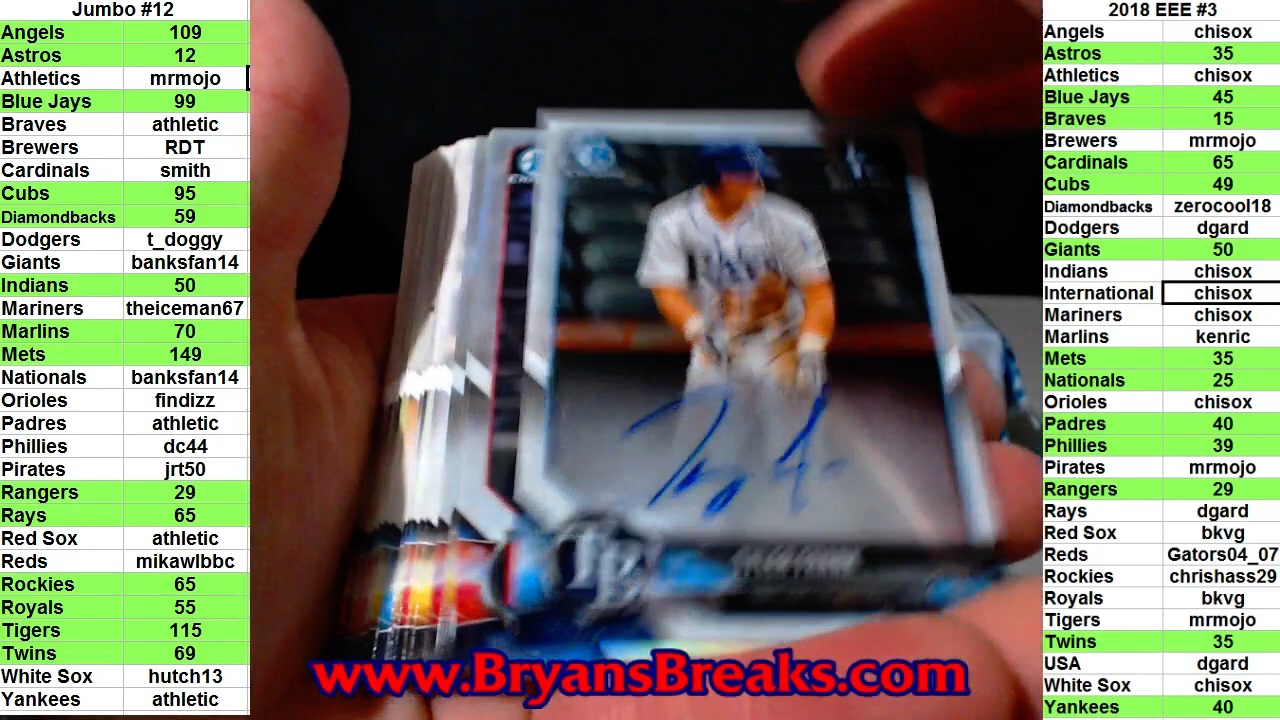 Jumbo #12
Angels 109
Astros 12
Athletics mrmojo
Blue Jays 99
Braves athletic
Brewers RDT
Cardinals smith
Cubs 95
Diamondbacks 59
Dodgers t_doggy
Giants banksfan14
Indians 50
Mariners theiceman67
Marlins 70
Mets 149
Nationals banksfan14
Orioles findizz
Padres athletic
Phillies dc44
Pirates jrt50
Rangers 29
Rays 65
Red Sox athletic
Reds mikawlbbc
Rockies 65
Royals 55
Tigers 115
Twins 69
White Sox hutch13
Yankees athletic
TB
www.BryansBreaks.com
2018 EEE #3
Angels chisox
Astros 35
Athletics chisox
Blue Jays 45
Braves 15
Brewers mrmojo
Cardinals 65
Cubs 49
Diamondbacks zerocool18
Dodgers dgard
Giants 50
Indians chisox
International chisox
Mariners chisox
Marlins kenric
Mets 35
Nationals 25
Orioles chisox
Padres 40
Phillies 39
Pirates mrmojo
Rangers 29
Rays dgard
Red Sox bkvg
Reds Gators04_07
Rockies chrishass29
Royals bkvg
Tigers mrmojo
Twins 35
USA dgard
White Sox chisox
Yankees 40